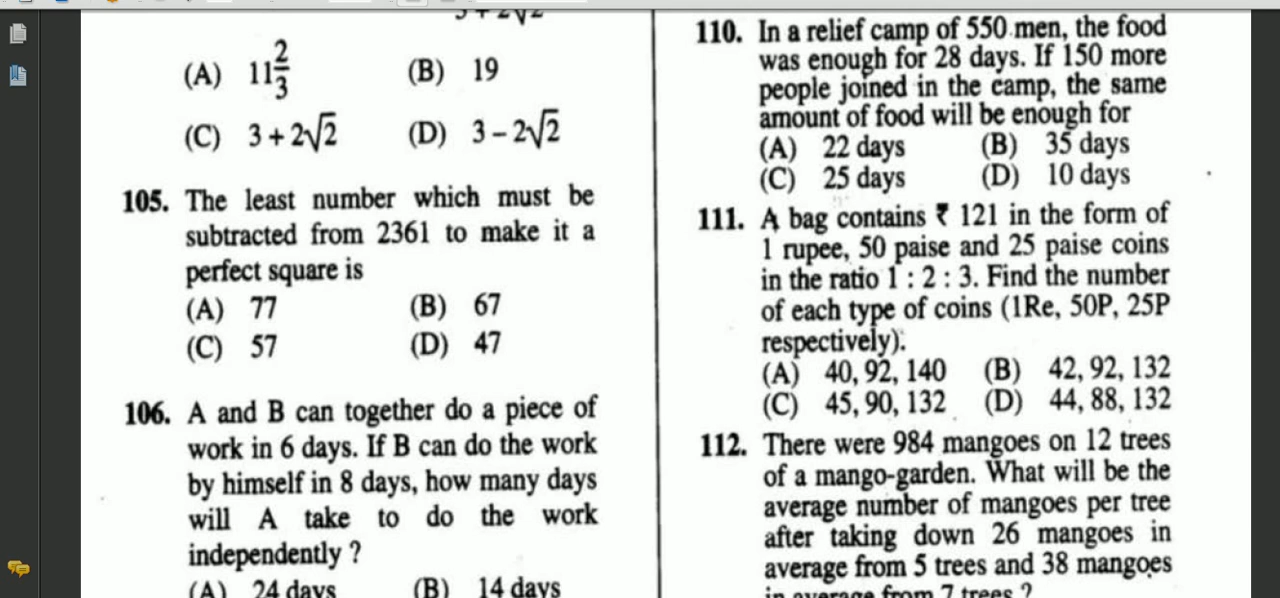 (A) 11 2/3 (B) 19
(C) 3 + 2√2 (D) 3 – 2√2
105. The least number which must be
subtracted from 2361 to make it a
perfect square is
(A) 77 (B) 67
(C) 57 (D) 47
106. A and B can together do a piece of
work in 6 days. If B can do the work
by himself in 8 days, how many days
will A take to do the work
independently ?
(A) 24 days (B) 14 days
110. In a relief camp of 550 men, the food
was enough for 28 days. If 150 more
people joined in the camp, the same
amount of food will be enough for
(A) 22 days (B) 35 days
(C) 25 days (D) 10 days
111. A bag contains ₹ 121 in the form of
1 rupee, 50 paise and 25 paise coins
in the ratio 1 : 2 : 3. Find the number
of each type of coins (1Re, 50P, 25P
respectively).
(A) 40, 92, 140 (B) 42, 92, 132
(C) 45, 90, 132 (D) 44, 88, 132
112. There were 984 mangoes on 12 trees
of a mango-garden. What will be the
average number of mangoes per tree
after taking down 26 mangoes in
average from 5 trees and 38 mangoes
in average from 7 trees ?